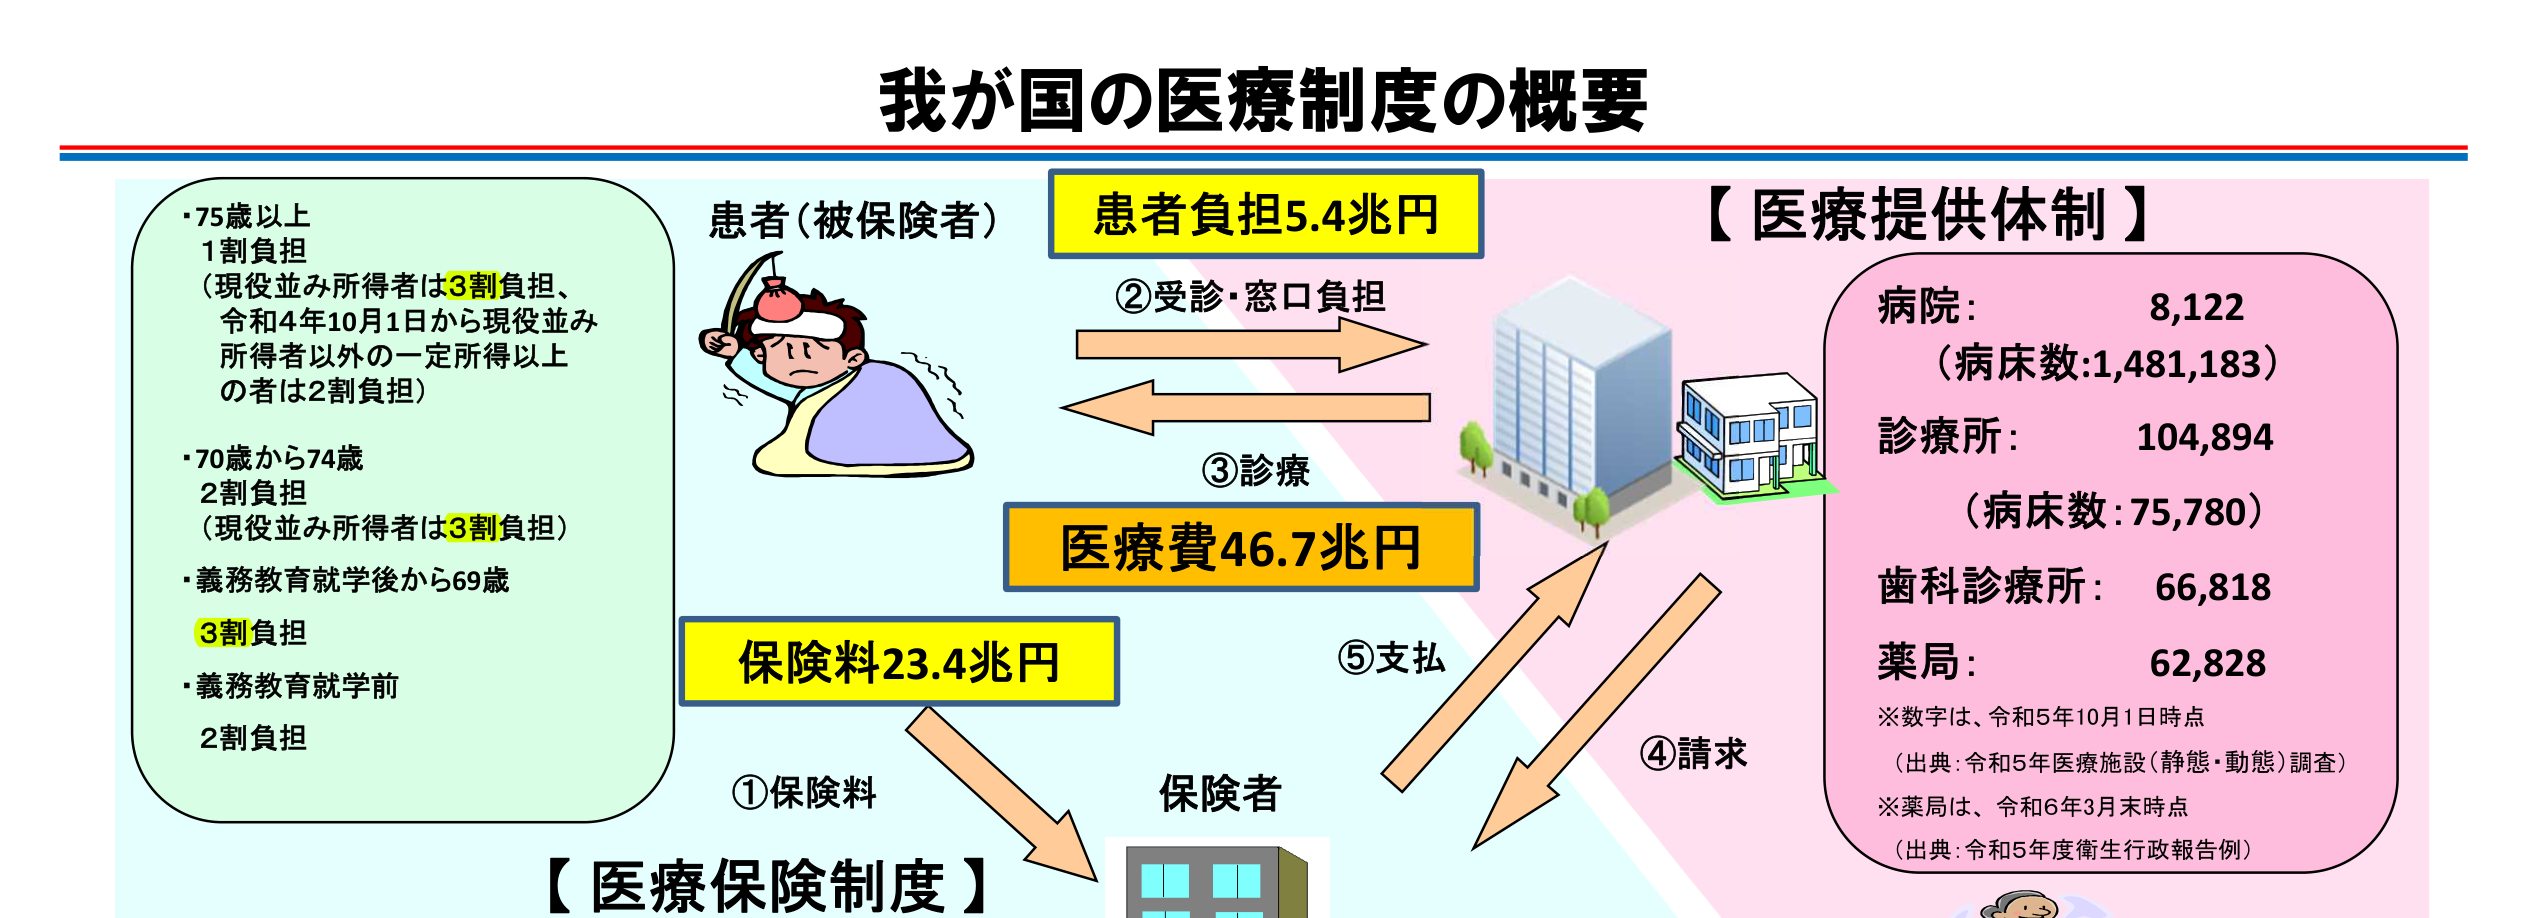 我が国の医療制度の概要
・75歳以上
１割負担
（現役並み所得者は３割負担、
令和４年10月１日から現役並み
所得者以外の一定所得以上
の者は２割負担）
・70歳から74歳
２割負担
（現役並み所得者は３割負担）
・義務教育就学後から69歳
３割負担
・義務教育就学前
２割負担
患者（被保険者）
患者負担5.4兆円
②受診・窓口負担
③診療
医療費46.7兆円
保険料23.4兆円
①保険料
保険者
⑤支払
④請求
【 医療保険制度 】
【 医療提供体制 】
病院： 8,122
（病床数:1,481,183）
診療所： 104,894
（病床数：75,780）
歯科診療所： 66,818
薬局： 62,828
※数字は、令和５年10月１日時点
（出典：令和５年医療施設（静態・動態）調査）
※薬局は、令和６年３月末時点
（出典：令和５年度衛生行政報告例）